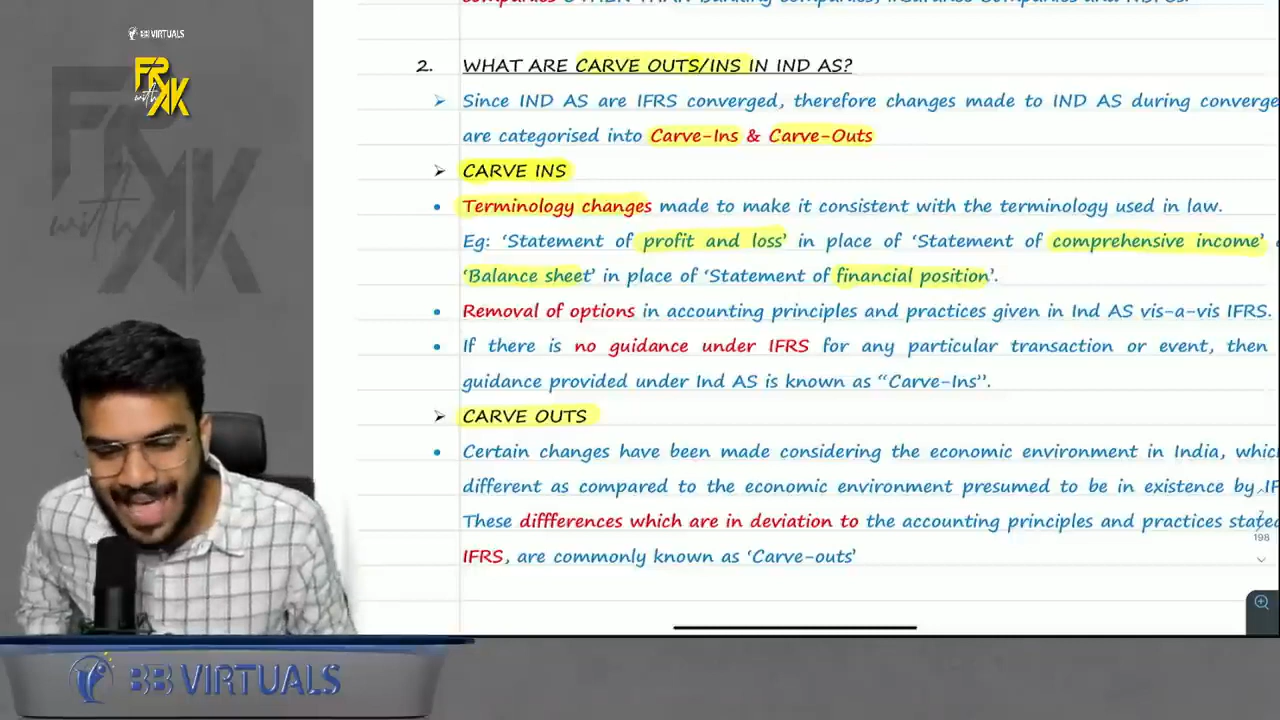 BB VIRTUALS
FR
with
AK
FR
with
AK
2. WHAT ARE CARVE OUTS/INS IN IND AS?
➢ Since IND AS are IFRS converged, therefore changes made to IND AS during converge
are categorised into Carve-Ins & Carve-Outs
➢ CARVE INS
• Terminology changes made to make it consistent with the terminology used in law.
Eg: ‘Statement of profit and loss’ in place of ‘Statement of comprehensive income’
‘Balance sheet’ in place of ‘Statement of financial position’.
• Removal of options in accounting principles and practices given in Ind AS vis-a-vis IFRS.
• If there is no guidance under IFRS for any particular transaction or event, then
guidance provided under Ind AS is known as “Carve-Ins”.
➢ CARVE OUTS
• Certain changes have been made considering the economic environment in India, whic
different as compared to the economic environment presumed to be in existence by IF
These diffferences which are in deviation to the accounting principles and practices stated
IFRS, are commonly known as ‘Carve-outs’
198
BB VIRTUALS